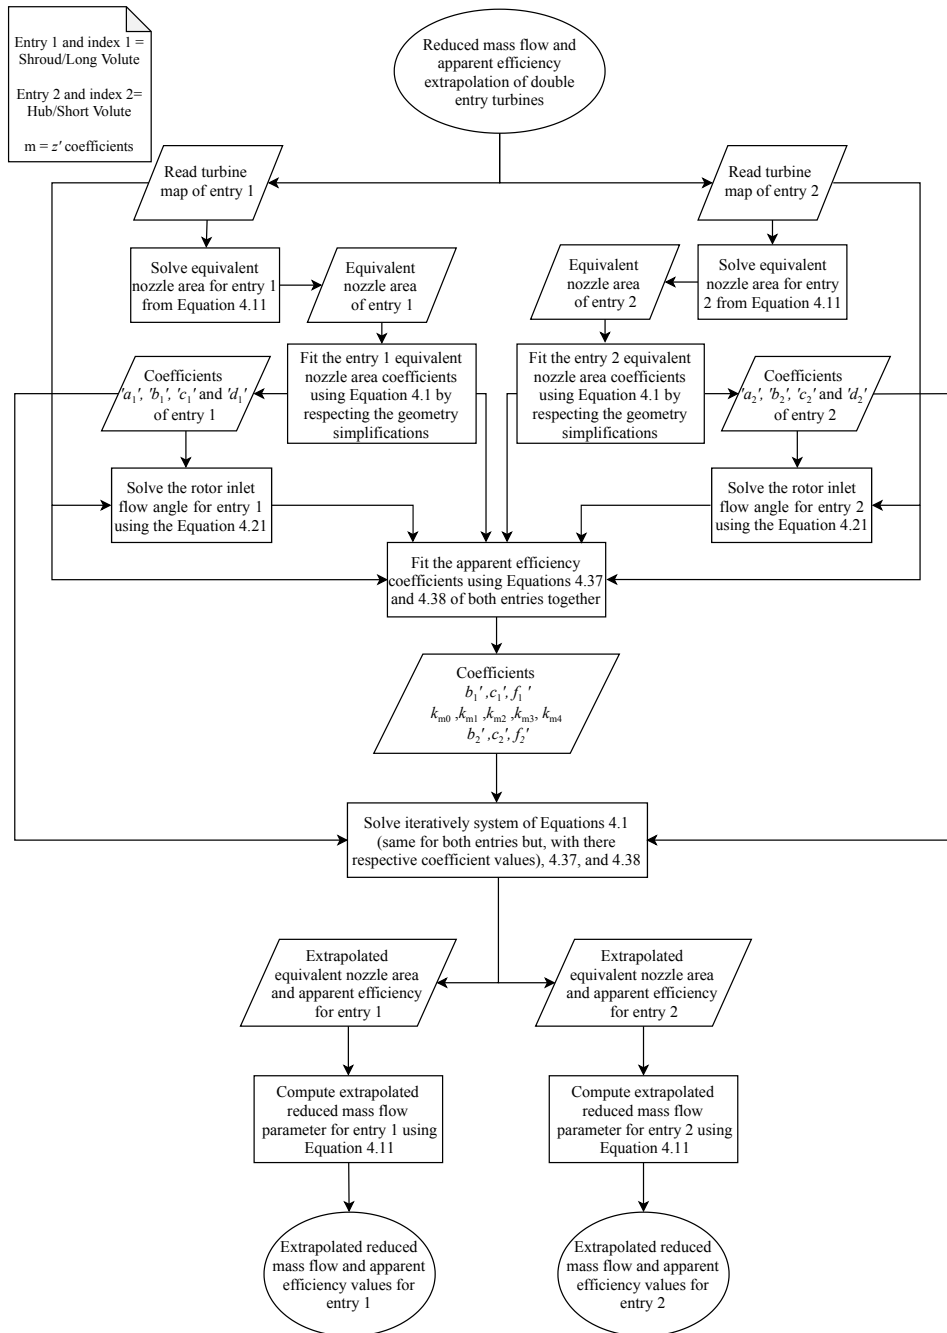 Entry 1 and index 1 =
Shroud/Long Volute
Entry 2 and index 2=
Hub/Short Volute
m = z' coefficients
Reduced mass flow and
apparent efficiency
extrapolation of double
entry turbines
Read turbine
map of entry 1
Read turbine
map of entry 2
Solve equivalent
nozzle area for entry 1
from Equation 4.11
Equivalent
nozzle area
of entry 1
Equivalent
nozzle area
of entry 2
Solve equivalent
nozzle area for entry
2 from Equation 4.11
Coefficients
'a₁', 'b₁', 'c₁' and 'd₁'
of entry 1
Fit the entry 1 equivalent
nozzle area coefficients
using Equation 4.1 by
respecting the geometry
simplifications
Fit the entry 2 equivalent
nozzle area coefficients
using Equation 4.1 by
respecting the geometry
simplifications
Coefficients
'a₂', 'b₂', 'c₂' and 'd₂'
of entry 2
Solve the rotor inlet
flow angle for entry 1
using the Equation 4.21
Solve the rotor inlet
flow angle for entry 2
using the Equation 4.21
Fit the apparent efficiency
coefficients using Equations 4.37
and 4.38 of both entries together
Coefficients
b₁' ,c₁', f₁ '
kₘ₀ ,kₘ₁ ,kₘ₂ ,kₘ₃, kₘ₄
b₂' ,c₂', f₂'
Solve iteratively system of Equations 4.1
(same for both entries but, with there
respective coefficient values), 4.37, and 4.38
Extrapolated
equivalent nozzle area
and apparent efficiency
for entry 1
Extrapolated
equivalent nozzle area
and apparent efficiency
for entry 2
Compute extrapolated
reduced mass flow
parameter for entry 1 using
Equation 4.11
Compute extrapolated
reduced mass flow
parameter for entry 2 using
Equation 4.11
Extrapolated reduced
mass flow and apparent
efficiency values for
entry 1
Extrapolated reduced
mass flow and apparent
efficiency values for
entry 2